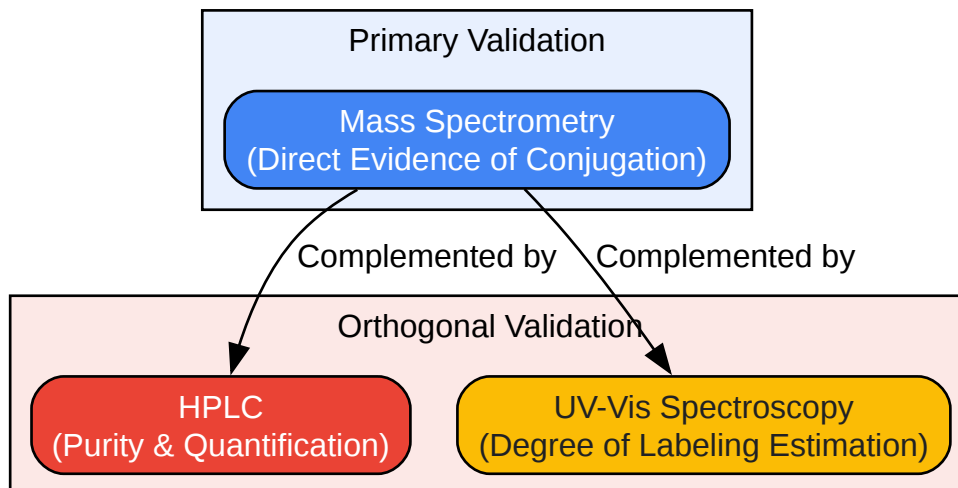 Primary Validation
Mass Spectrometry
(Direct Evidence of Conjugation)
Complemented by
Complemented by
Orthogonal Validation
HPLC
(Purity & Quantification)
UV-Vis Spectroscopy
(Degree of Labeling Estimation)